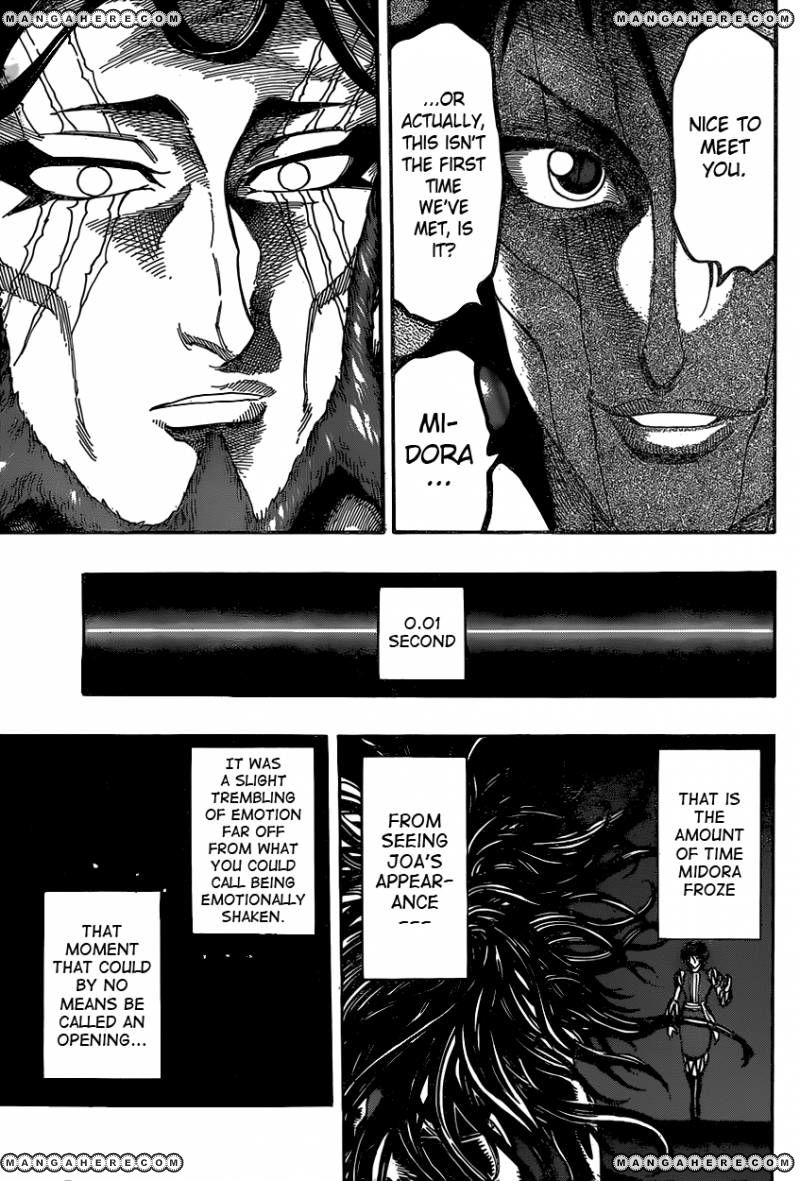 MANGAHERE.COM
MANGAHERE.COM
NICE TO
MEET
YOU.
...OR
ACTUALLY,
THIS ISN'T
THE FIRST
TIME
WE'VE
MET, IS
IT?
MI-
DORA
...
0.01
SECOND
THAT IS
THE
AMOUNT
OF TIME
MIDORA
FROZE
FROM
SEEING
JOA'S
APPEAR-
ANCE
---
IT WAS
A SLIGHT
TREMBLING
OF EMOTION
FAR OFF
FROM WHAT
YOU COULD
CALL BEING
EMOTIONALLY
SHAKEN.
THAT
MOMENT
THAT COULD
BY NO
MEANS BE
CALLED AN
OPENING...
MANGAHERE.COM
MANGAHERE.COM